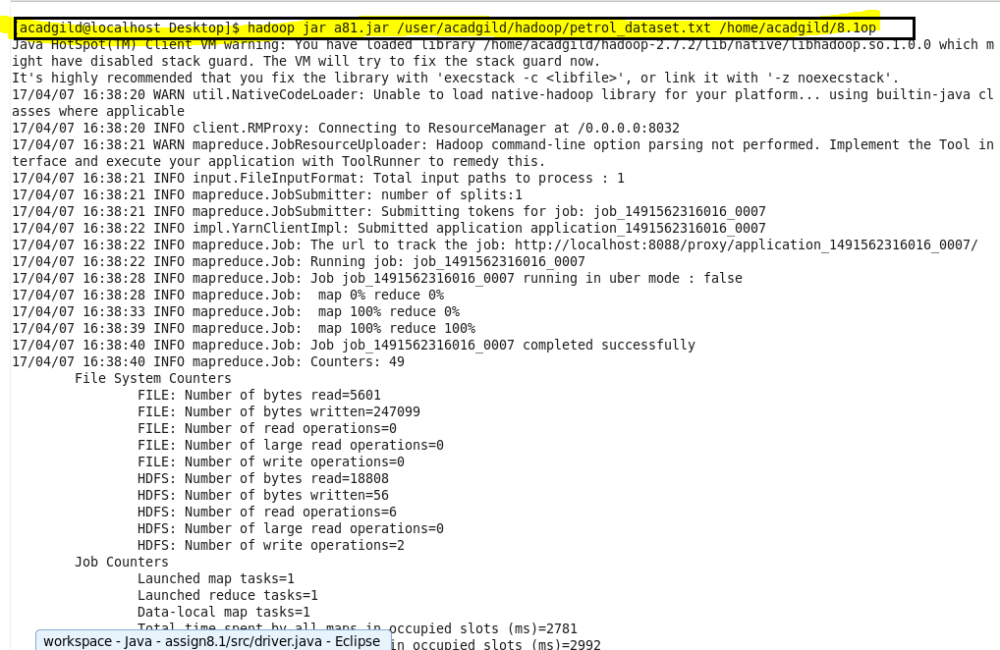 [acadgild@localhost Desktop]$ hadoop jar a81.jar /user/acadgild/hadoop/petrol_dataset.txt /home/acadgild/8.1op
Java HotSpot(TM) Client VM warning: You have loaded library /home/acadgild/hadoop-2.7.2/lib/native/libhadoop.so.1.0.0 which m
ight have disabled stack guard. The VM will try to fix the stack guard now.
It's highly recommended that you fix the library with 'execstack -c <libfile>', or link it with '-z noexecstack'.
17/04/07 16:38:20 WARN util.NativeCodeLoader: Unable to load native-hadoop library for your platform... using builtin-java cl
asses where applicable
17/04/07 16:38:20 INFO client.RMProxy: Connecting to ResourceManager at /0.0.0.0:8032
17/04/07 16:38:21 WARN mapreduce.JobResourceUploader: Hadoop command-line option parsing not performed. Implement the Tool in
terface and execute your application with ToolRunner to remedy this.
17/04/07 16:38:21 INFO input.FileInputFormat: Total input paths to process : 1
17/04/07 16:38:21 INFO mapreduce.JobSubmitter: number of splits:1
17/04/07 16:38:21 INFO mapreduce.JobSubmitter: Submitting tokens for job: job_1491562316016_0007
17/04/07 16:38:22 INFO impl.YarnClientImpl: Submitted application application_1491562316016_0007
17/04/07 16:38:22 INFO mapreduce.Job: The url to track the job: http://localhost:8088/proxy/application_1491562316016_0007/
17/04/07 16:38:22 INFO mapreduce.Job: Running job: job_1491562316016_0007
17/04/07 16:38:28 INFO mapreduce.Job: Job job_1491562316016_0007 running in uber mode : false
17/04/07 16:38:28 INFO mapreduce.Job:  map 0% reduce 0%
17/04/07 16:38:33 INFO mapreduce.Job:  map 100% reduce 0%
17/04/07 16:38:39 INFO mapreduce.Job:  map 100% reduce 100%
17/04/07 16:38:40 INFO mapreduce.Job: Job job_1491562316016_0007 completed successfully
17/04/07 16:38:40 INFO mapreduce.Job: Counters: 49
File System Counters
FILE: Number of bytes read=5601
FILE: Number of bytes written=247099
FILE: Number of read operations=0
FILE: Number of large read operations=0
FILE: Number of write operations=0
HDFS: Number of bytes read=18808
HDFS: Number of bytes written=56
HDFS: Number of read operations=6
HDFS: Number of large read operations=0
HDFS: Number of write operations=2
Job Counters
Launched map tasks=1
Launched reduce tasks=1
Data-local map tasks=1
Total time spent by all maps in occupied slots (ms)=2781
in occupied slots (ms)=2992
workspace - Java - assign8.1/src/driver.java - Eclipse